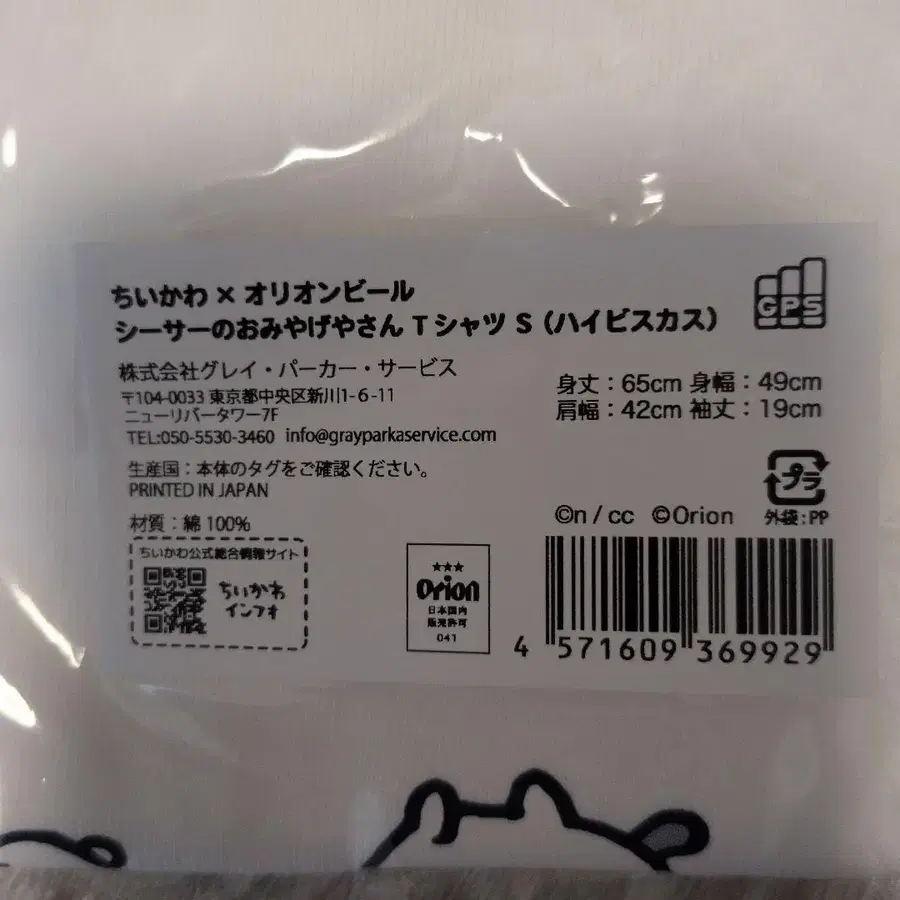 ちいかわ × オリオンビール
シーサーのおみやげやさん Tシャツ S（ハイビスカス）
GPS
株式会社グレイ・パーカー・サービス
〒104-0033 東京都中央区新川1-6-11
ニューリバータワー7F
TEL:050-5530-3460 info@grayparkaservice.com
身丈：65cm 身幅：49cm
肩幅：42cm 袖丈：19cm
生産国：本体のタグをご確認ください。
PRINTED IN JAPAN
プラ
外袋：PP
材質：綿 100%
©n / cc ©Orion
ちいかわ公式総合情報サイト
ちいかわ
インフォ
★★★
Orion
日本国内
販売許可
041
4 571609 369929